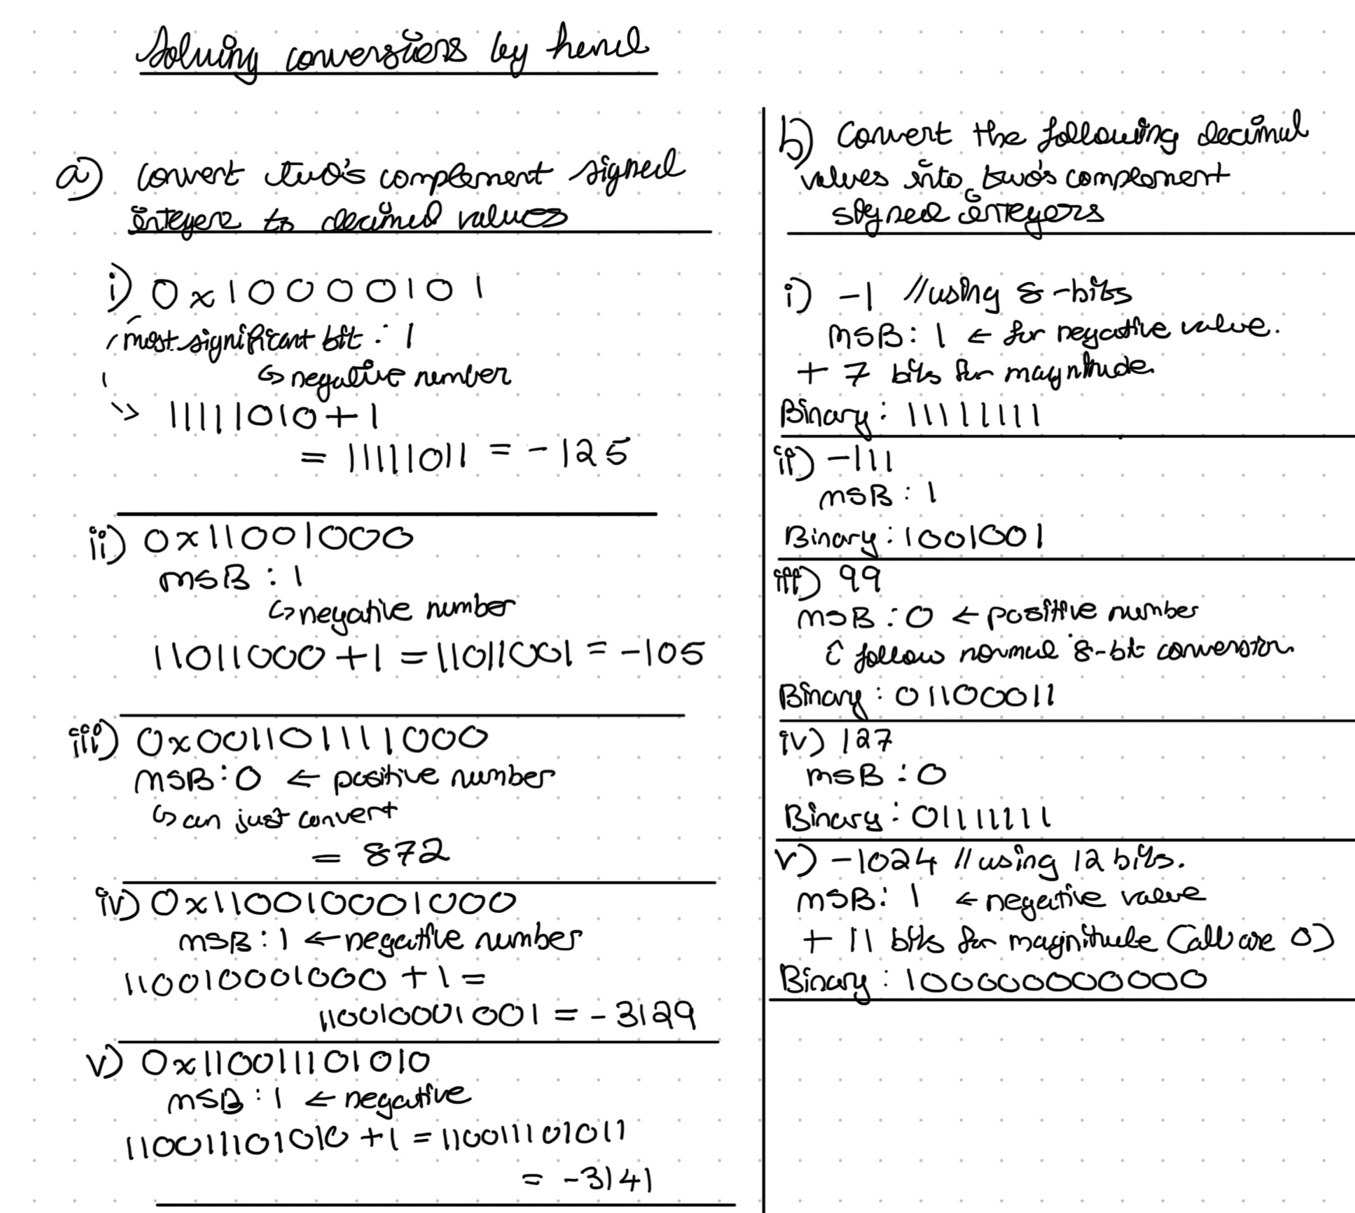 Solving conversions by hand
a) Convert two's complement signed
integers to decimal values
i) 0x10000101
most significant bit : 1
↳ negative number
11111010+1
= 11111011 = -125
ii) 0x11001000
MSB : 1
↳ negative number
11011000 +1 = 11011001 = -105
iii) 0x001101111000
MSB : 0 ← positive number
↳ can just convert
= 872
iv) 0x110010001000
MSB : 1 ← negative number
110010001000 +1 =
110010001001 = -3129
v) 0x110011101010
MSB : 1 ← negative
110011101010 +1 = 110011101011
= -3141
b) Convert the following decimal
values into two's complement
signed integers
i) -1 //using 8-bits
MSB: 1 ← for negative value.
+ 7 bits for magnitude.
Binary: 11111111
ii) -111
MSB : 1
Binary: 1001001
iii) 99
MSB : 0 ← positive number
follow normal 8-bit conversion
Binary : 01100011
iv) 127
MSB : 0
Binary : 01111111
v) -1024 //using 12 bits.
MSB: 1 ← negative value
+ 11 bits for magnitude (all are 0)
Binary : 100000000000